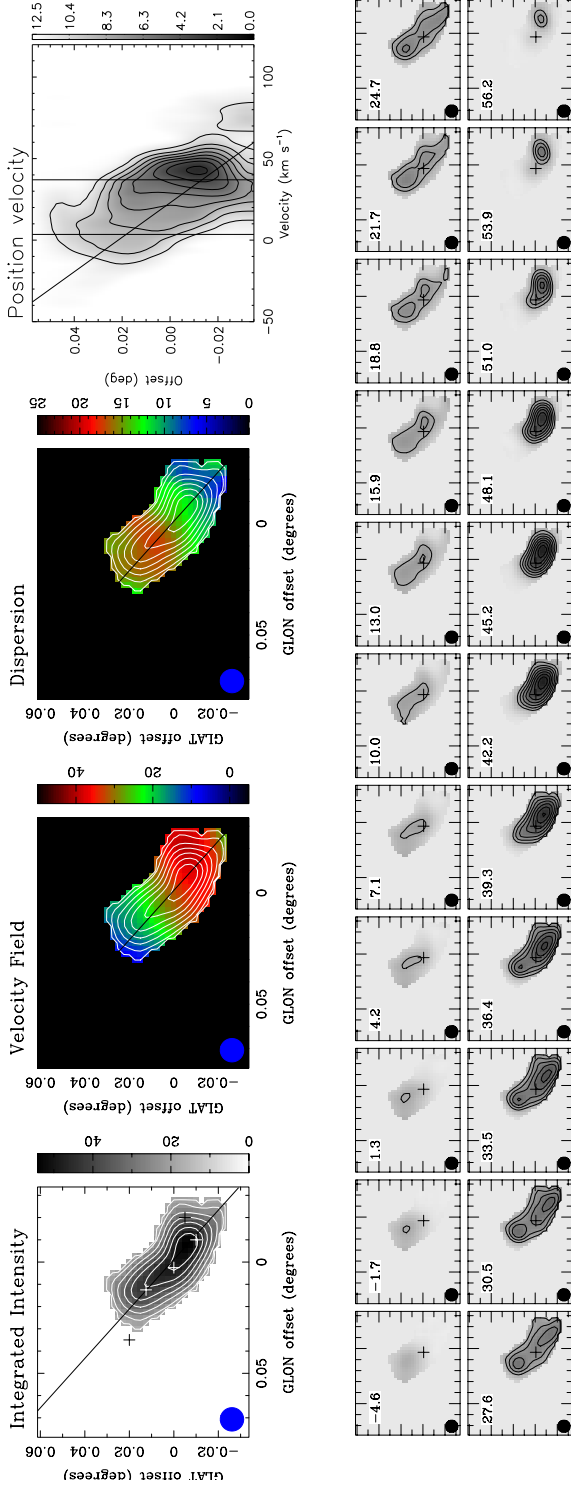 Integrated Intensity
GLAT offset (degrees)
−0.02 0 0.02 0.04 0.06
0.05 0
GLON offset (degrees)
0 20 40
Velocity Field
GLAT offset (degrees)
−0.02 0 0.02 0.04 0.06
0.05 0
GLON offset (degrees)
0 20 40
Dispersion
GLAT offset (degrees)
−0.02 0 0.02 0.04 0.06
0.05 0
GLON offset (degrees)
0 5 10 15 20 25
Position velocity
Offset (deg)
−0.02 0.00 0.02 0.04
−50 0 50 100
Velocity (km s⁻¹)
0.0 2.1 4.2 6.3 8.3 10.4 12.5
−4.6 −1.7 1.3 4.2 7.1 10.0 13.0 15.9 18.8 21.7 24.7
27.6 30.5 33.5 36.4 39.3 42.2 45.2 48.1 51.0 53.9 56.2